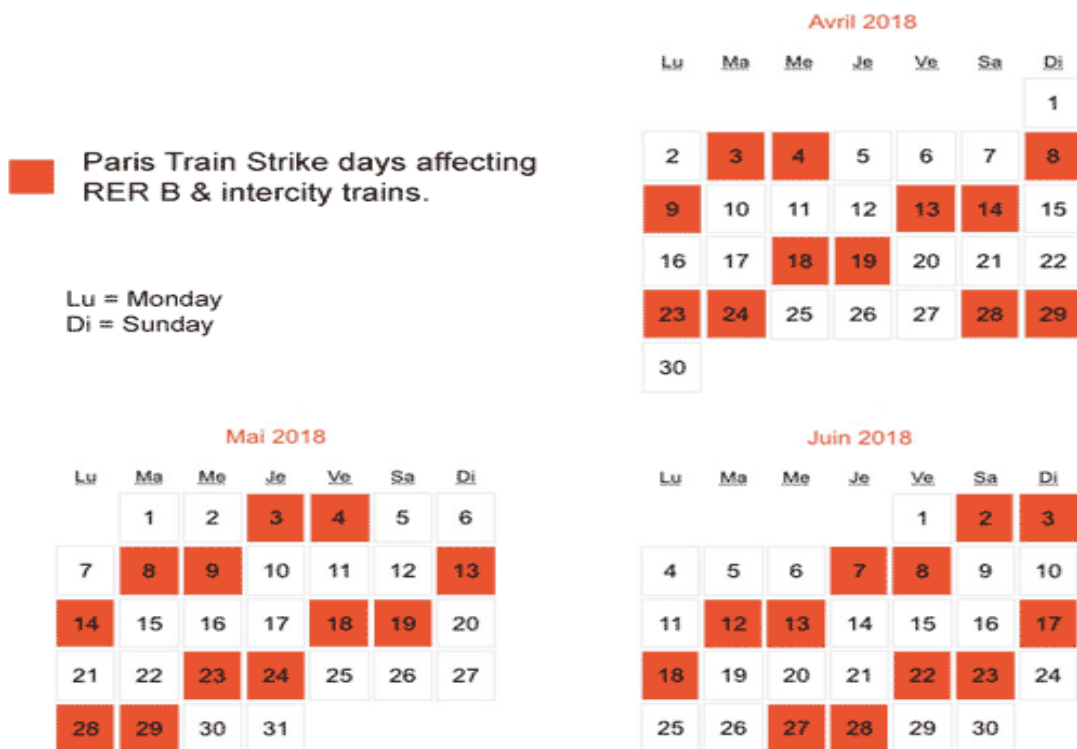 Avril 2018
Lu Ma Me Je Ve Sa Di
1
2 3 4 5 6 7 8
9 10 11 12 13 14 15
16 17 18 19 20 21 22
23 24 25 26 27 28 29
30
Paris Train Strike days affecting
RER B & intercity trains.
Lu = Monday
Di = Sunday
Mai 2018
Lu Ma Me Je Ve Sa Di
1 2 3 4 5 6
7 8 9 10 11 12 13
14 15 16 17 18 19 20
21 22 23 24 25 26 27
28 29 30 31
Juin 2018
Lu Ma Me Je Ve Sa Di
1 2 3
4 5 6 7 8 9 10
11 12 13 14 15 16 17
18 19 20 21 22 23 24
25 26 27 28 29 30